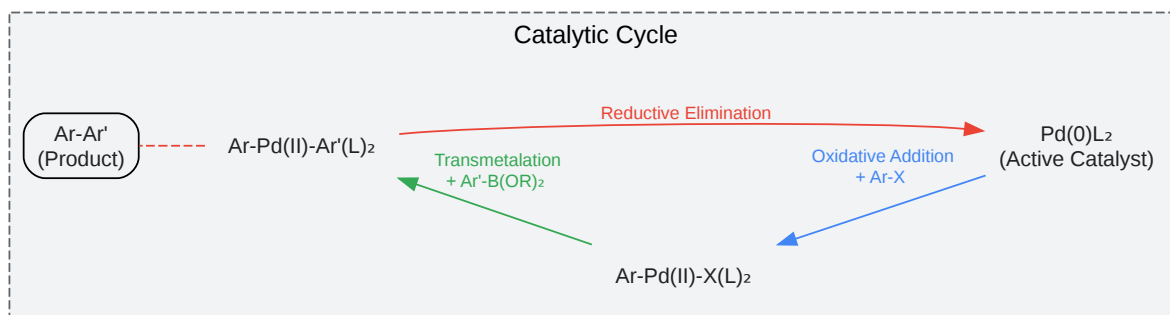 Catalytic Cycle
Reductive Elimination
Ar-Ar'
(Product)
Ar-Pd(II)-Ar'(L)₂
Pd(0)L₂
(Active Catalyst)
Transmetalation
+ Ar'-B(OR)₂
Oxidative Addition
+ Ar-X
Ar-Pd(II)-X(L)₂